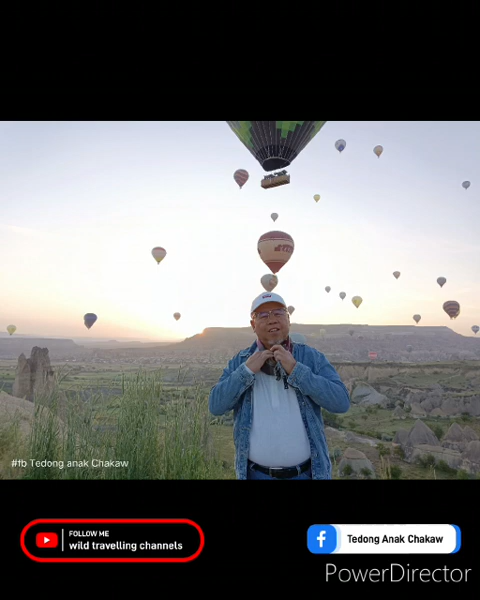 #fb Tedong anak Chakaw
FOLLOW ME
wild travelling channels
Tedong Anak Chakaw
PowerDirector